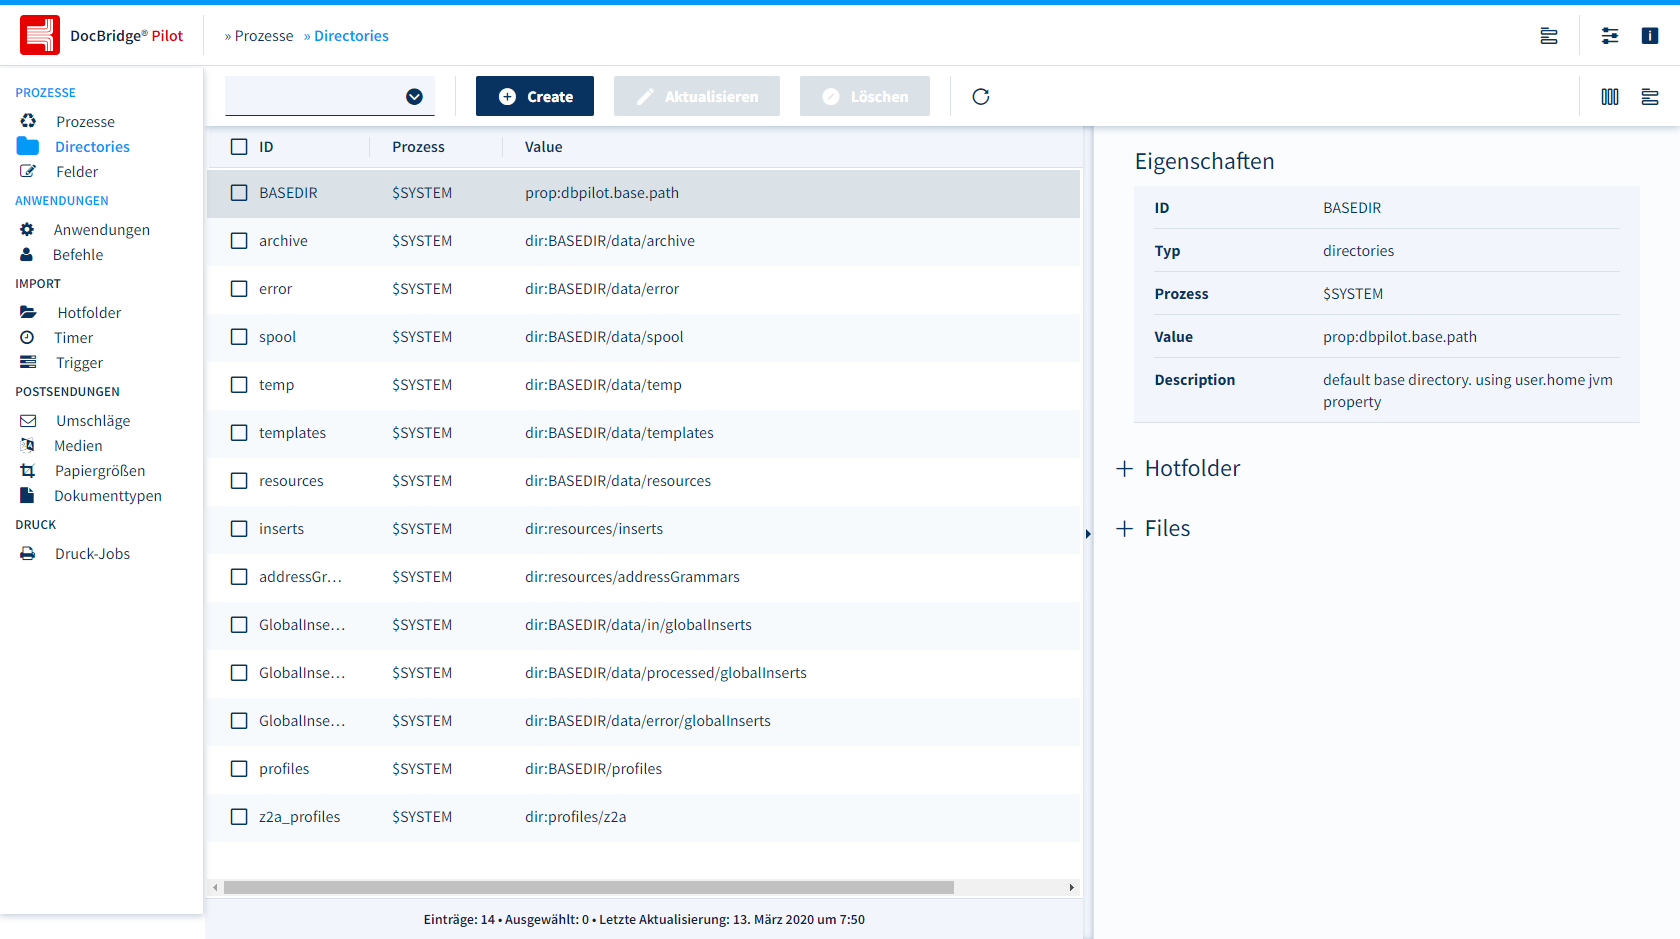 DocBridge® Pilot
» Prozesse » Directories
PROZESSE
Prozesse
Directories
Felder
ANWENDUNGEN
Anwendungen
Befehle
IMPORT
Hotfolder
Timer
Trigger
POSTSENDUNGEN
Umschläge
Medien
Papiergrößen
Dokumenttypen
DRUCK
Druck-Jobs
Create Aktualisieren Löschen
ID Prozess Value
BASEDIR $SYSTEM prop:dbpilot.base.path
archive $SYSTEM dir:BASEDIR/data/archive
error $SYSTEM dir:BASEDIR/data/error
spool $SYSTEM dir:BASEDIR/data/spool
temp $SYSTEM dir:BASEDIR/data/temp
templates $SYSTEM dir:BASEDIR/data/templates
resources $SYSTEM dir:BASEDIR/data/resources
inserts $SYSTEM dir:resources/inserts
addressGr... $SYSTEM dir:resources/addressGrammars
GlobalInse... $SYSTEM dir:BASEDIR/data/in/globalInserts
GlobalInse... $SYSTEM dir:BASEDIR/data/processed/globalInserts
GlobalInse... $SYSTEM dir:BASEDIR/data/error/globalInserts
profiles $SYSTEM dir:BASEDIR/profiles
z2a_profiles $SYSTEM dir:profiles/z2a
Einträge: 14 • Ausgewählt: 0 • Letzte Aktualisierung: 13. März 2020 um 7:50
Eigenschaften
ID BASEDIR
Typ directories
Prozess $SYSTEM
Value prop:dbpilot.base.path
Description default base directory. using user.home jvm
property
Hotfolder
Files